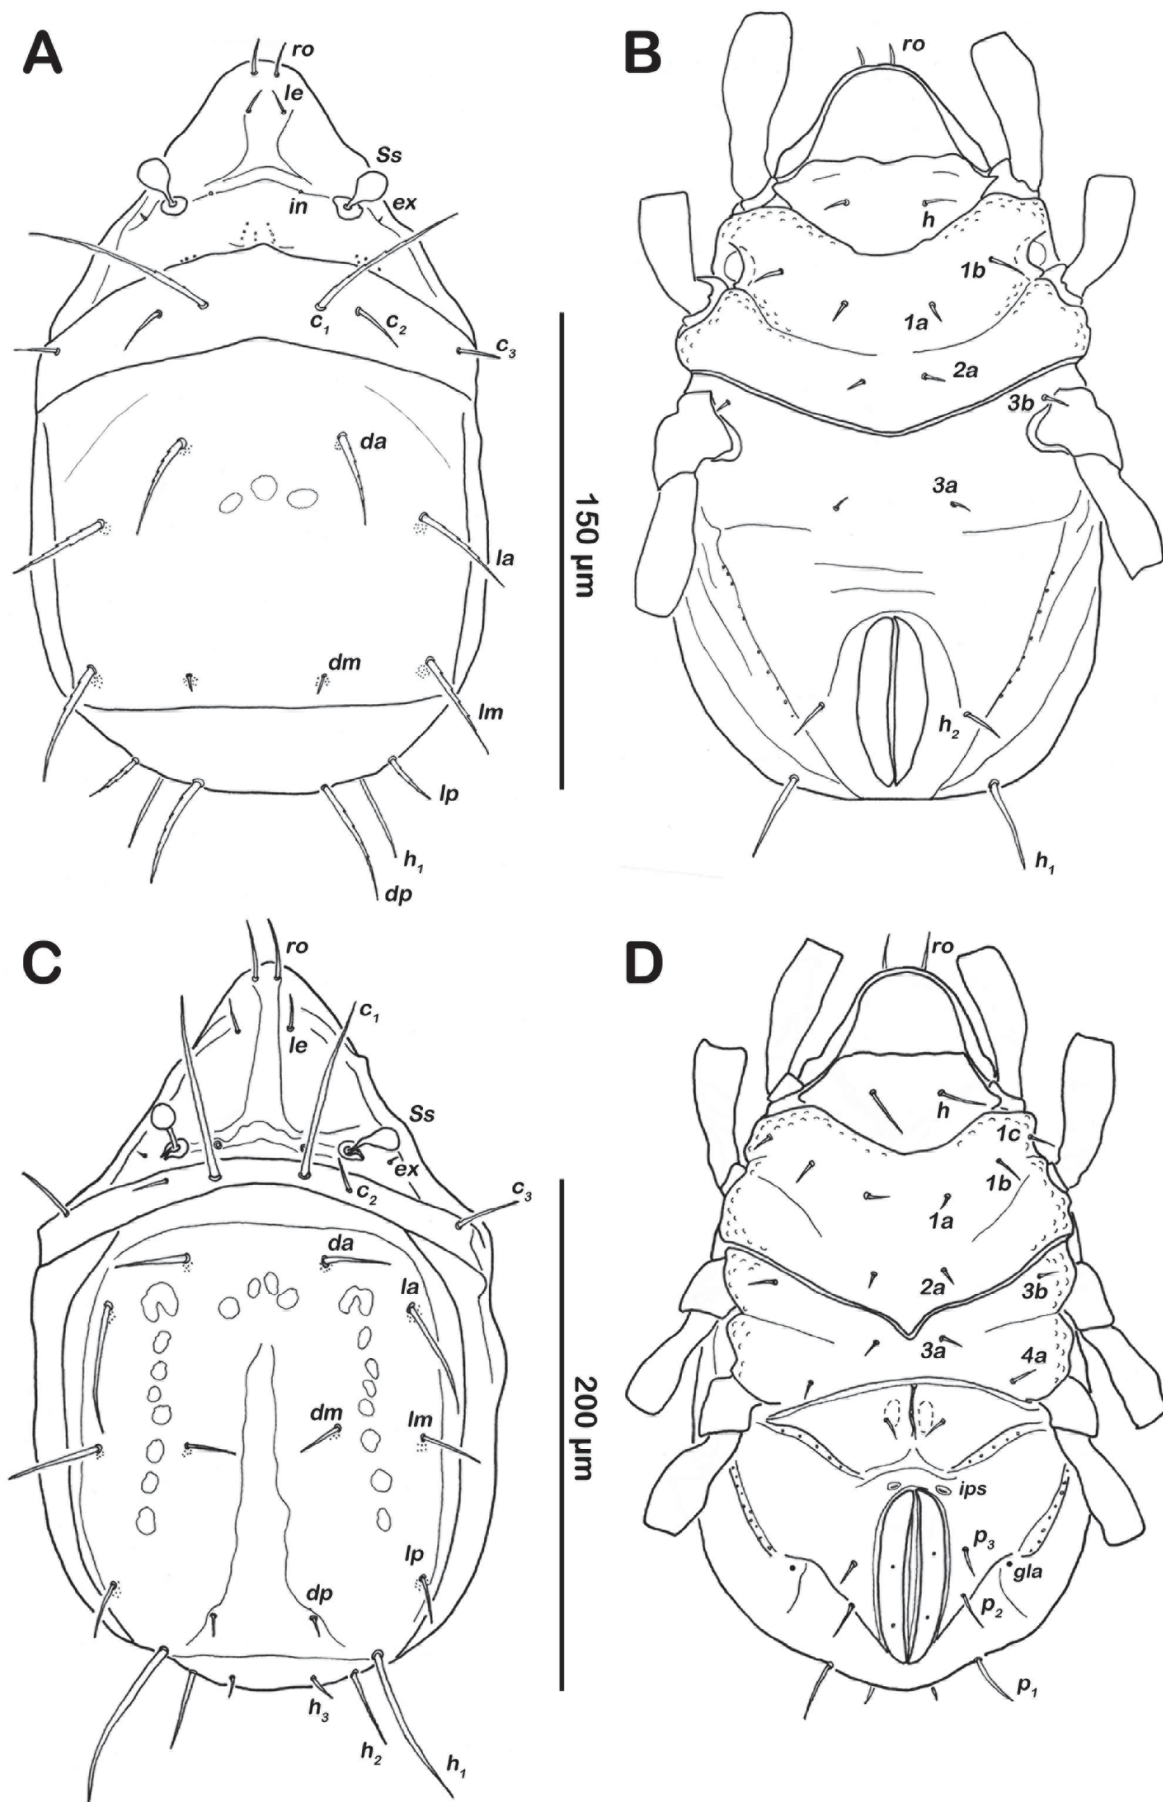 A
ro
le
Ss
in
ex
c1
c2
c3
da
la
dm
lm
lp
h1
dp
B
ro
h
1b
1a
2a
3b
3a
h2
h1
150 µm
C
ro
c1
le
Ss
ex
c2
c3
da
la
dm
lm
lp
dp
h3
h2
h1
D
ro
h
1c
1b
1a
2a
3b
3a
4a
ips
p3
gla
p2
p1
200 µm